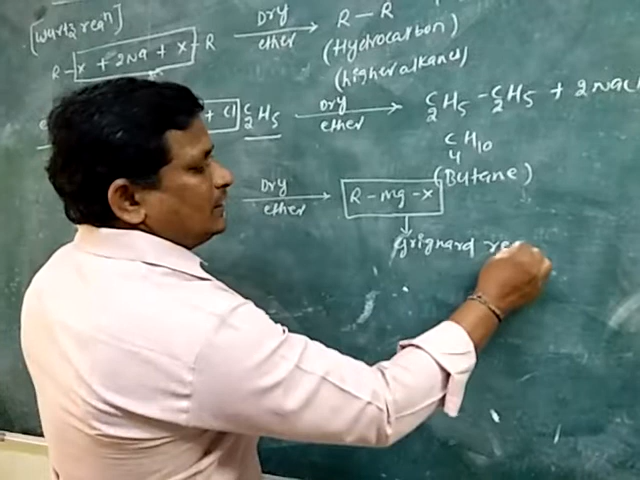 [Wurtz reaⁿ]
R - x + 2Na + x - R Dry ether → R - R
(Hydrocarbon)
(higher alkanes)
+ Cl C₂H₅ Dry ether → C₂H₅ - C₂H₅ + 2NaCl
C₄H₁₀
(Butane)
Dry ether → R - mg - x
Grignard